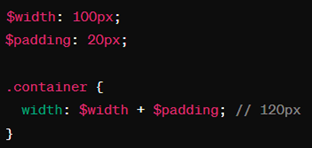 $width: 100px;
$padding: 20px;
.container {
width: $width + $padding; // 120px
}